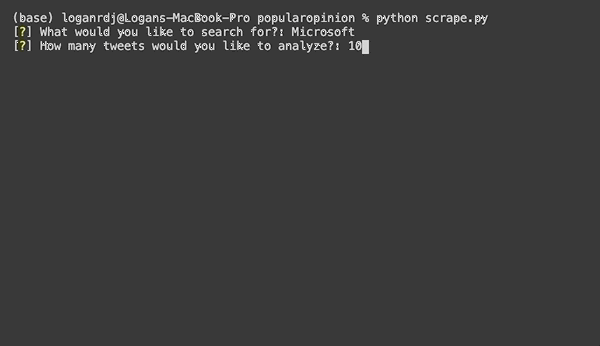 (base) loganrdj@Logans-MacBook-Pro popularopinion % python scrape.py
[?] What would you like to search for?: Microsoft
[?] How many tweets would you like to analyze?: 10